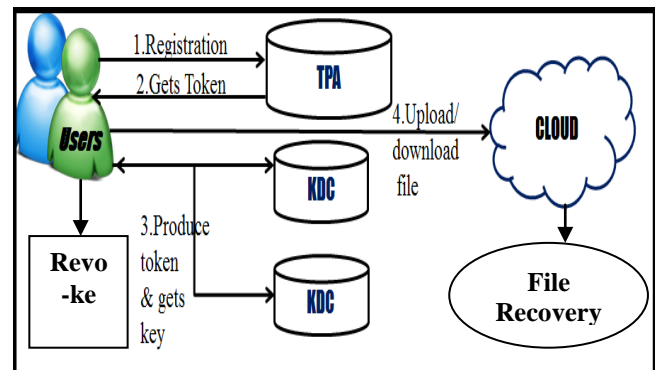 1.Registration
2.Gets Token
TPA
Users
4.Upload/
download
file
CLOUD
KDC
3.Produce
token
& gets
key
KDC
Revo
-ke
File
Recovery